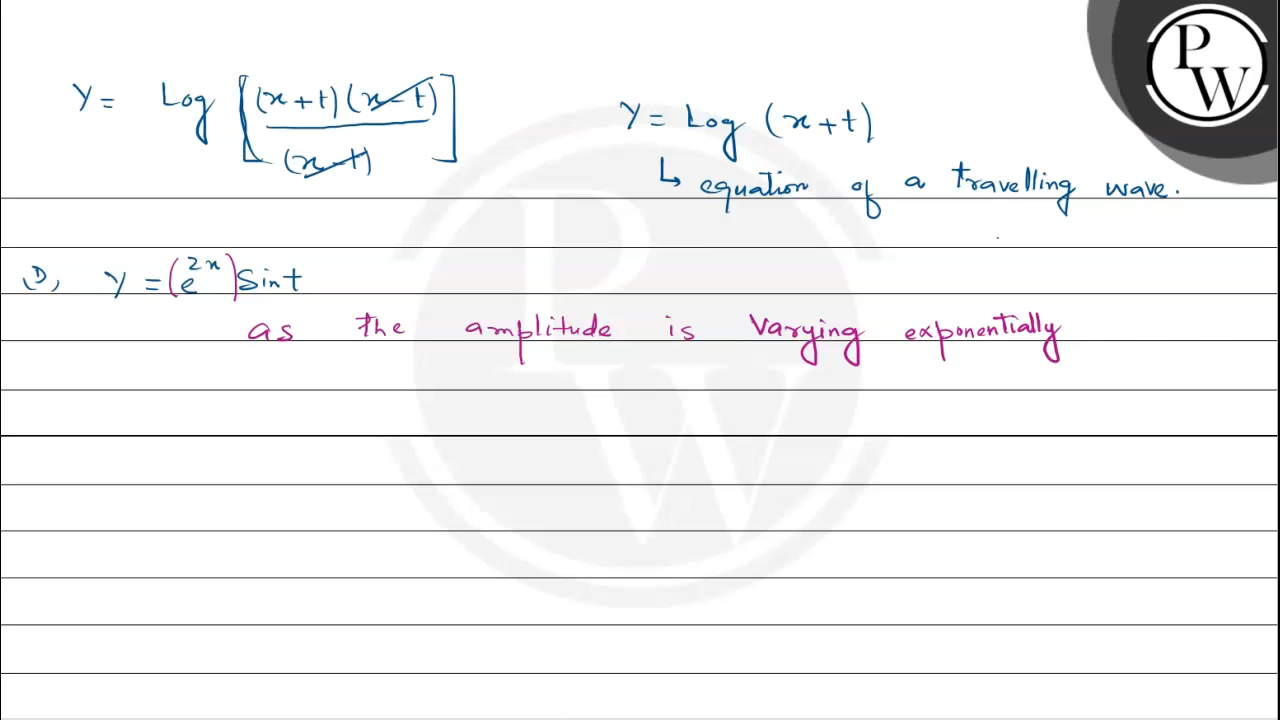 Y = Log [(x+t)(x-t)/(x-t)]
Y = Log (x+t)
↳ equation of a travelling wave.
(D), Y = (e^2x) Sin t
as the amplitude is varying exponentially
P
W
P
W